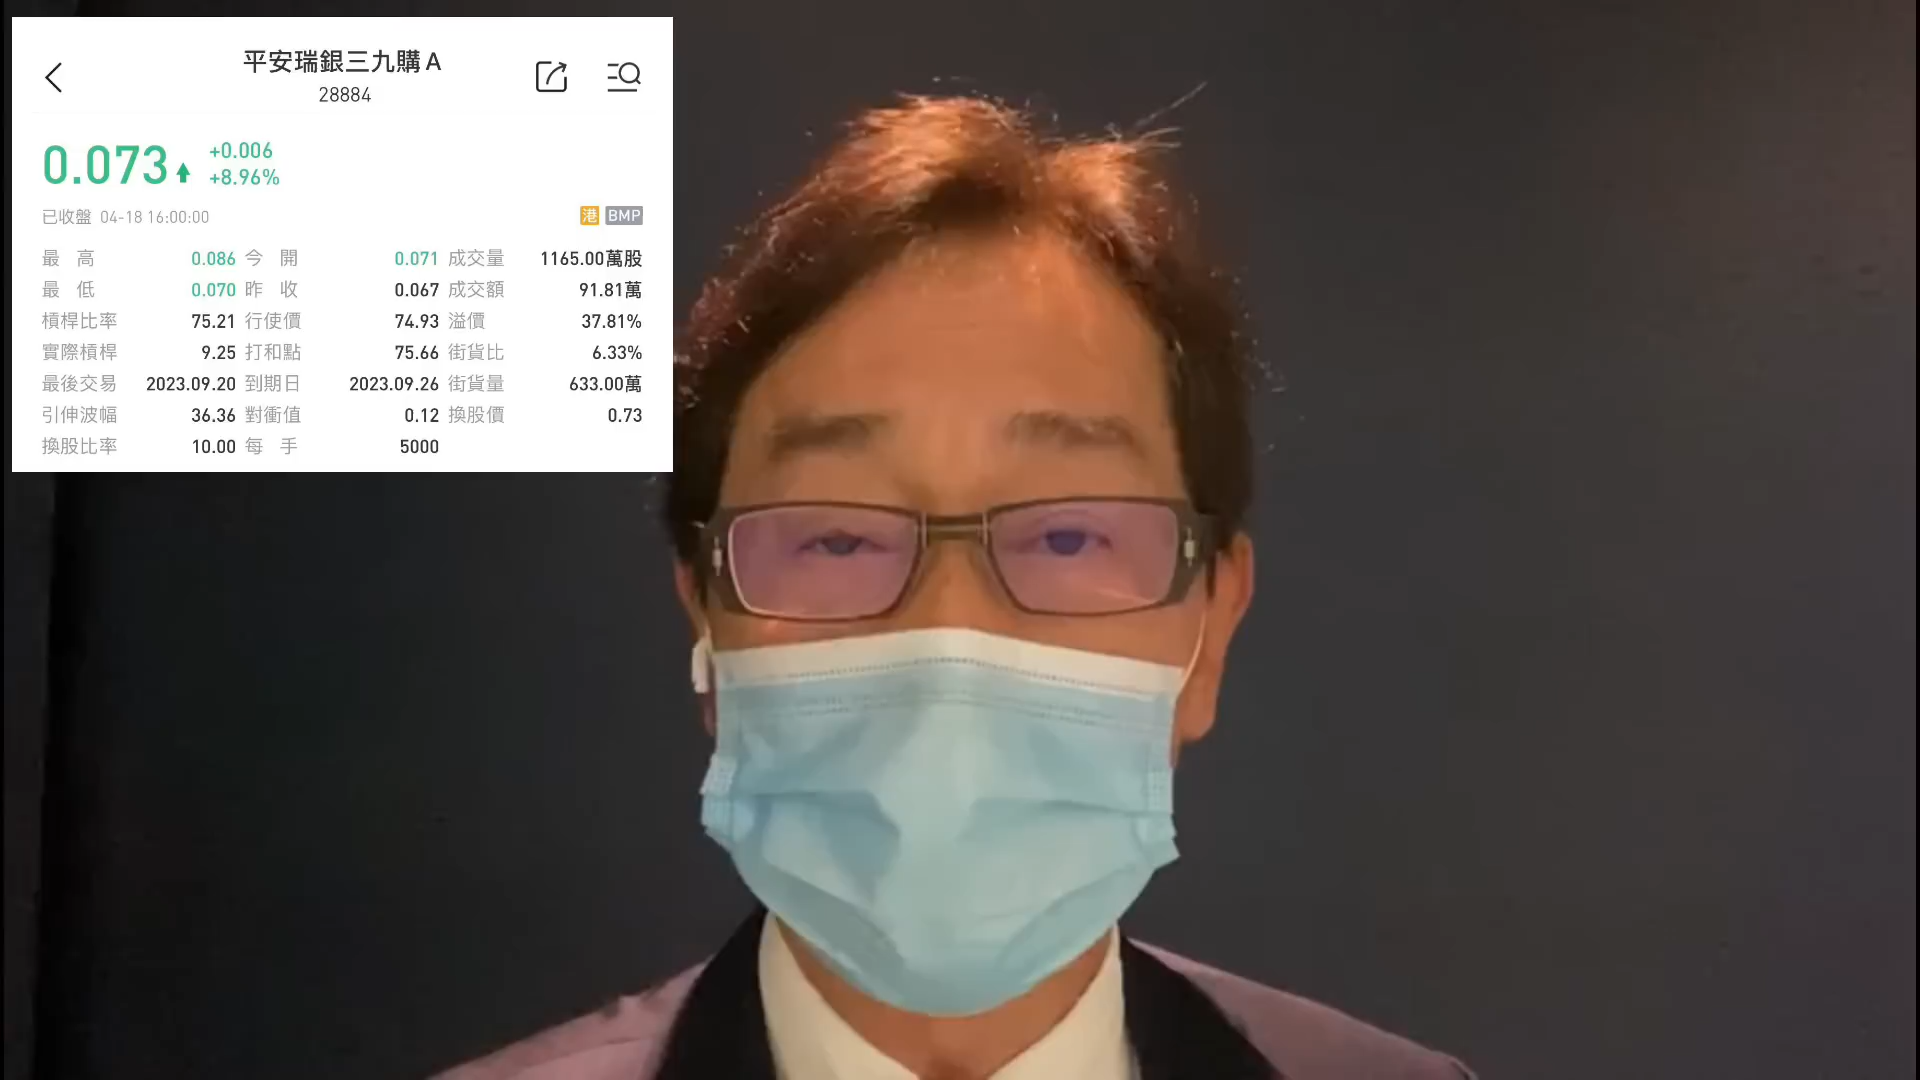 平安瑞銀三九購A
28884
0.073
+0.006
+8.96%
已收盤 04-18 16:00:00
港 BMP
最高 0.086 今開 0.071 成交量 1165.00萬股
最低 0.070 昨收 0.067 成交額 91.81萬
槓桿比率 75.21 行使價 74.93 溢價 37.81%
實際槓桿 9.25 打和點 75.66 街貨比 6.33%
最後交易 2023.09.20 到期日 2023.09.26 街貨量 633.00萬
引伸波幅 36.36 對衝值 0.12 換股價 0.73
換股比率 10.00 每手 5000